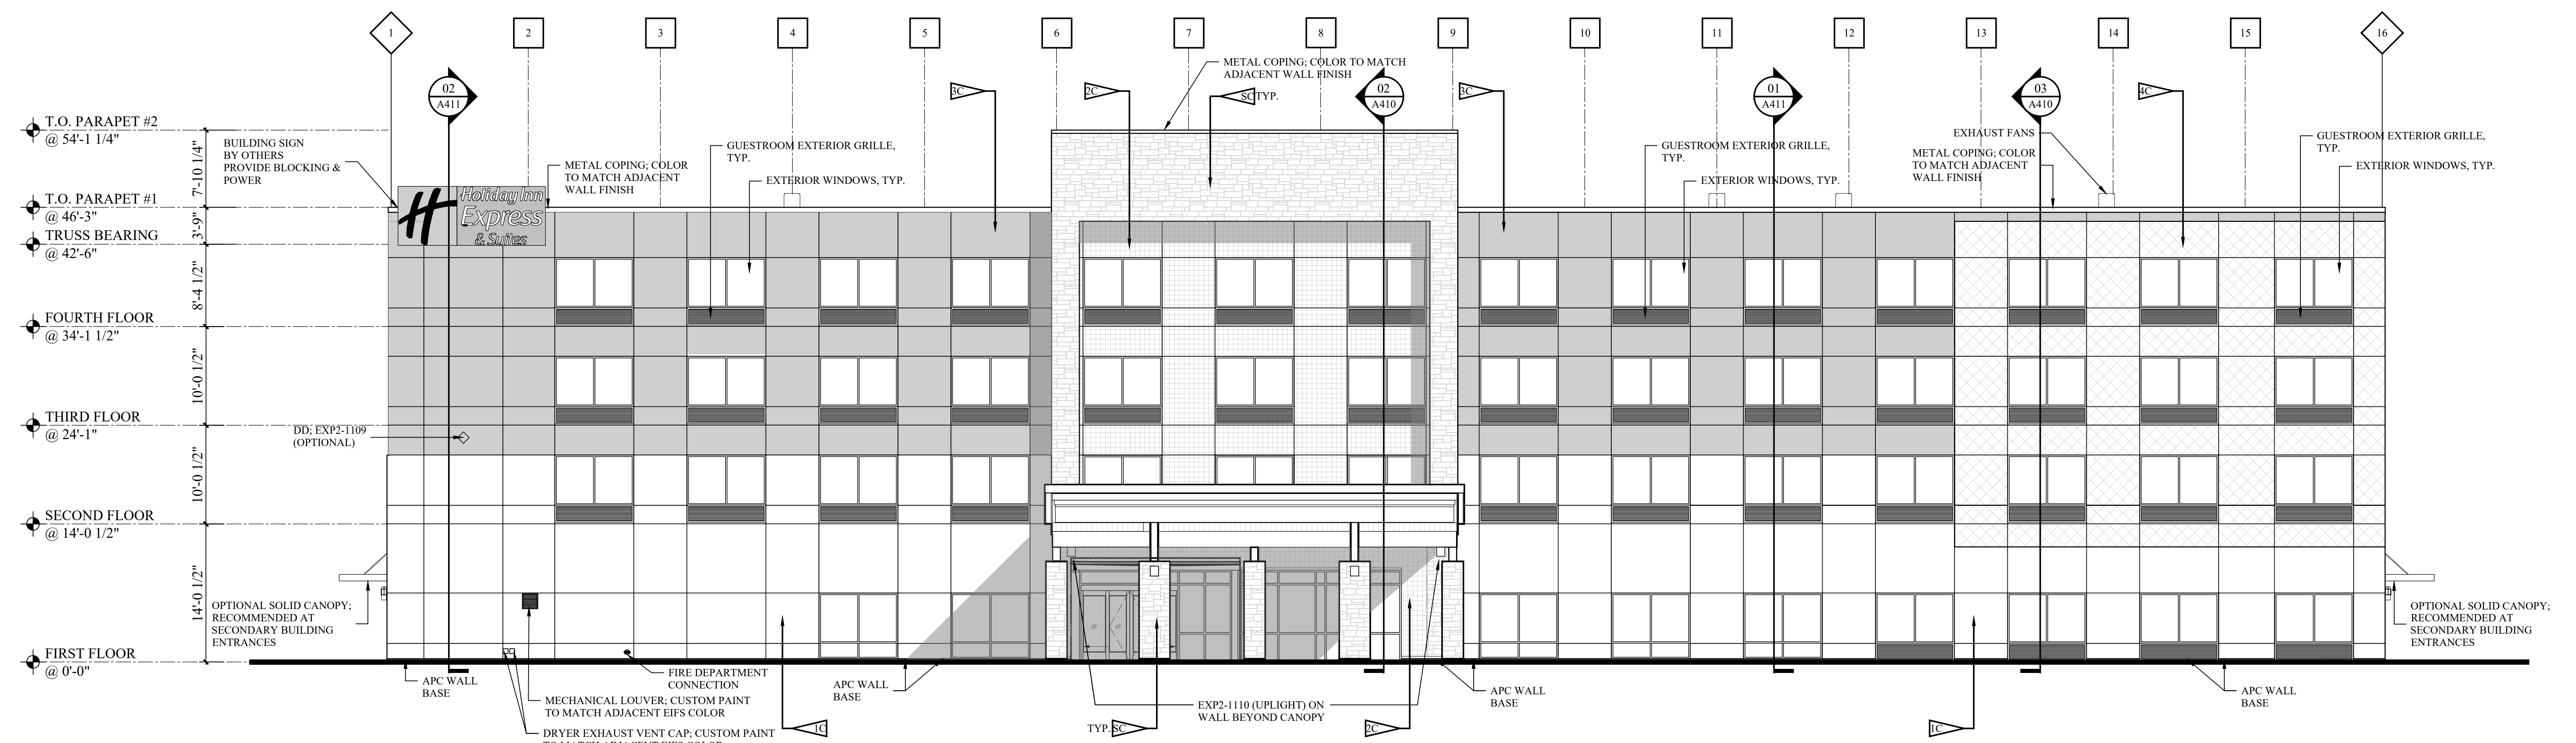 1
2
3
4
5
6
7
8
9
10
11
12
13
14
15
16
02
A411
3C
2C
METAL COPING; COLOR TO MATCH
ADJACENT WALL FINISH
SC TYP.
02
A410
3C
01
A411
03
A410
4C
T.O. PARAPET #2
@ 54'-1 1/4"
7'-10 1/4"
T.O. PARAPET #1
@ 46'-3"
3'-9"
TRUSS BEARING
@ 42'-6"
8'-4 1/2"
FOURTH FLOOR
@ 34'-1 1/2"
10'-0 1/2"
THIRD FLOOR
@ 24'-1"
10'-0 1/2"
SECOND FLOOR
@ 14'-0 1/2"
14'-0 1/2"
FIRST FLOOR
@ 0'-0"
BUILDING SIGN
BY OTHERS
PROVIDE BLOCKING &
POWER
H
Holiday Inn
Express
& Suites
METAL COPING; COLOR
TO MATCH ADJACENT
WALL FINISH
GUESTROOM EXTERIOR GRILLE,
TYP.
EXTERIOR WINDOWS, TYP.
GUESTROOM EXTERIOR GRILLE,
TYP.
EXTERIOR WINDOWS, TYP.
EXHAUST FANS
METAL COPING; COLOR
TO MATCH ADJACENT
WALL FINISH
GUESTROOM EXTERIOR GRILLE,
TYP.
EXTERIOR WINDOWS, TYP.
DD; EXP2-1109
(OPTIONAL)
OPTIONAL SOLID CANOPY;
RECOMMENDED AT
SECONDARY BUILDING
ENTRANCES
OPTIONAL SOLID CANOPY;
RECOMMENDED AT
SECONDARY BUILDING
ENTRANCES
APC WALL
BASE
FIRE DEPARTMENT
CONNECTION
MECHANICAL LOUVER; CUSTOM PAINT
TO MATCH ADJACENT EIFS COLOR
DRYER EXHAUST VENT CAP; CUSTOM PAINT
TO MATCH ADJACENT EIFS COLOR
1C
APC WALL
BASE
TYP. SC
EXP2-1110 (UPLIGHT) ON
WALL BEYOND CANOPY
2C
APC WALL
BASE
1C
APC WALL
BASE